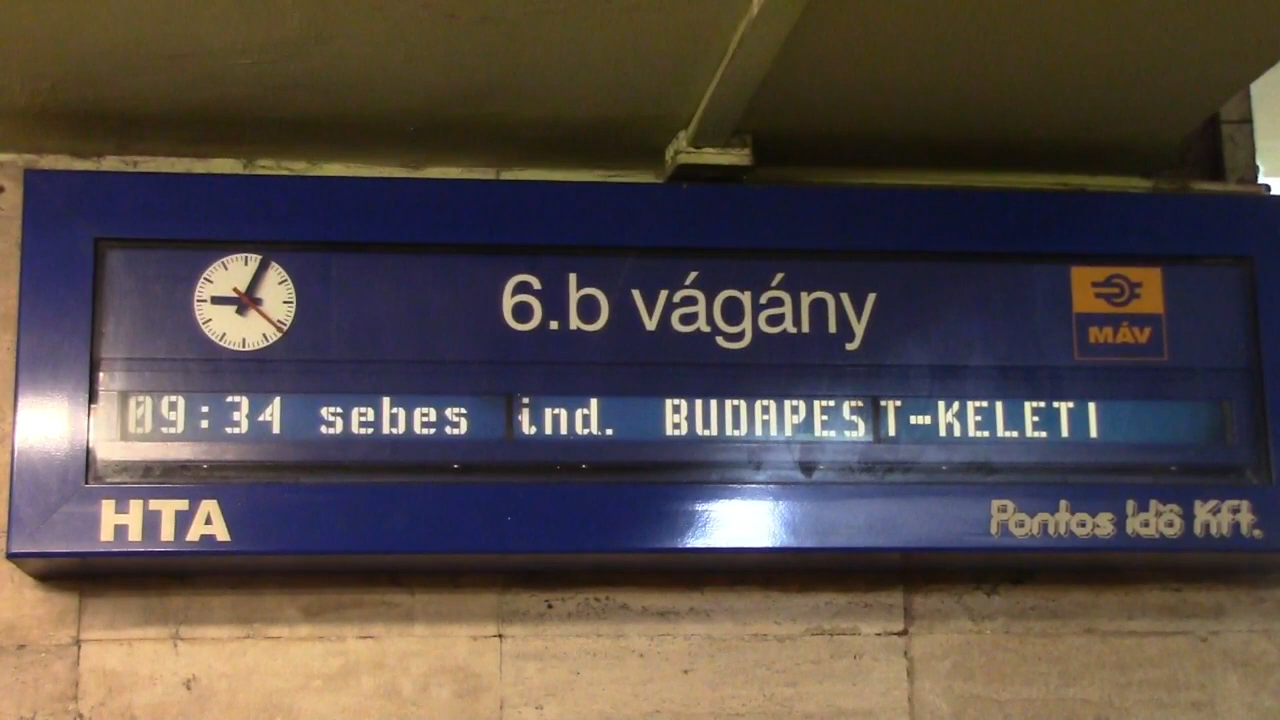 6.b vágány
MÁV
09:34 sebes ind. BUDAPEST-KELETI
HTA
Pontos Idő Kft.